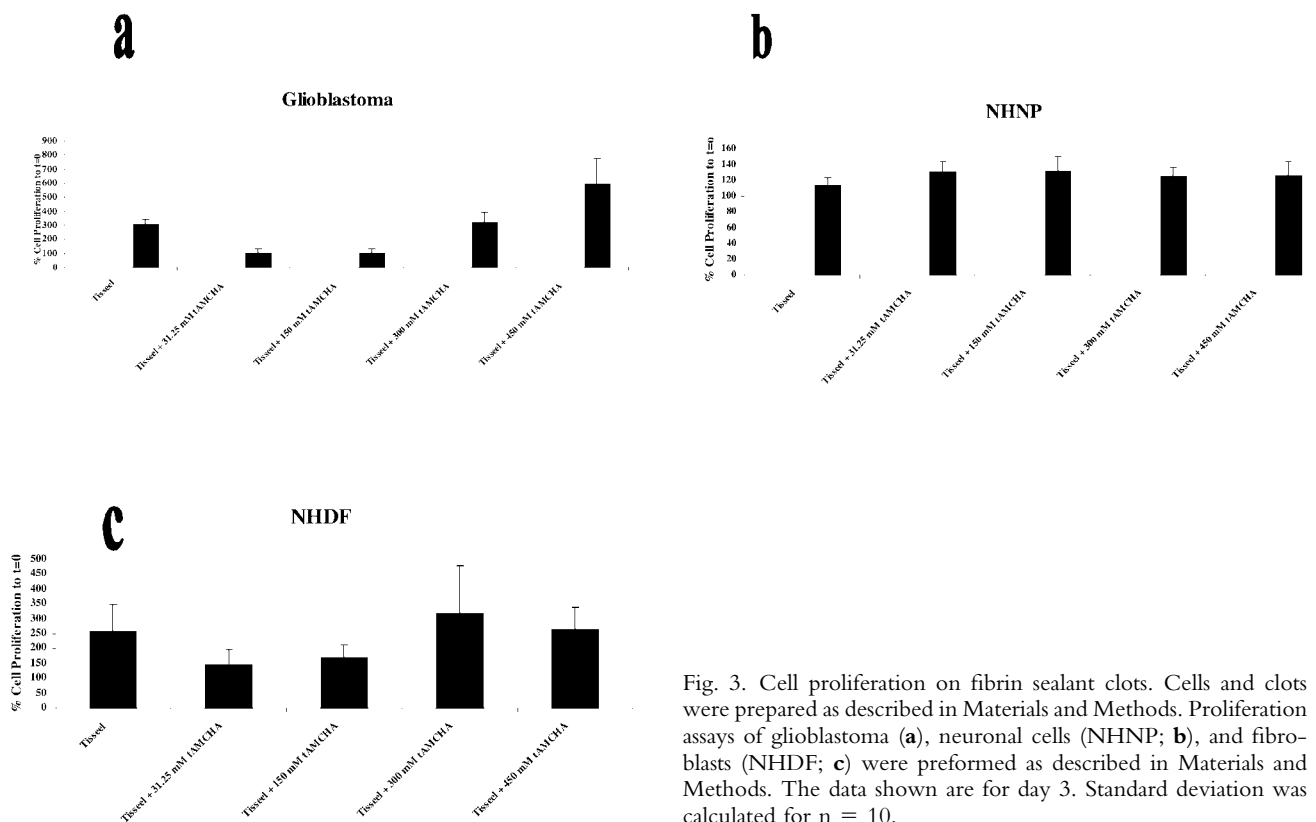 a
Glioblastoma
% Cell Proliferation to t=0
900
800
700
600
500
400
300
200
100
0
Tisseel
Tisseel + 31.25 mM tAMCHA
Tisseel + 150 mM tAMCHA
Tisseel + 300 mM tAMCHA
Tisseel + 450 mM tAMCHA
b
NHNP
% Cell Proliferation to t=0
160
140
120
100
80
60
40
20
0
Tisseel
Tisseel + 31.25 mM tAMCHA
Tisseel + 150 mM tAMCHA
Tisseel + 300 mM tAMCHA
Tisseel + 450 mM tAMCHA
c
NHDF
% Cell Proliferation to t=0
500
450
400
350
300
250
200
150
100
50
0
Tisseel
Tisseel + 31.25 mM tAMCHA
Tisseel + 150 mM tAMCHA
Tisseel + 300 mM tAMCHA
Tisseel + 450 mM tAMCHA
Fig. 3. Cell proliferation on fibrin sealant clots. Cells and clots
were prepared as described in Materials and Methods. Proliferation
assays of glioblastoma (a), neuronal cells (NHNP; b), and fibro-
blasts (NHDF; c) were preformed as described in Materials and
Methods. The data shown are for day 3. Standard deviation was
calculated for n = 10.